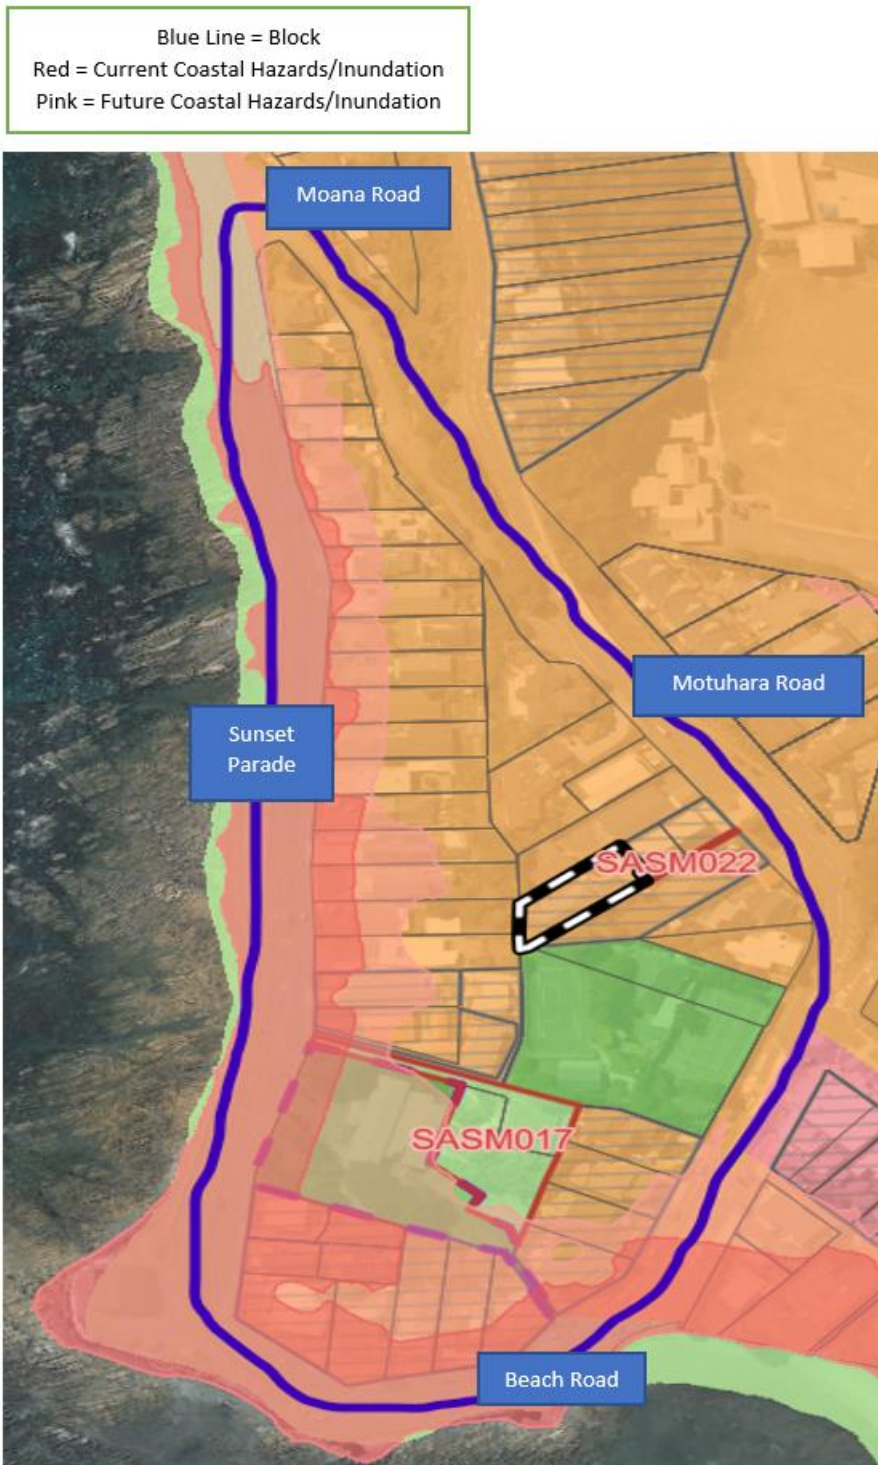 Blue Line = Block
Red = Current Coastal Hazards/Inundation
Pink = Future Coastal Hazards/Inundation
Moana Road
Motuhara Road
Sunset
Parade
SASM022
SASM017
Beach Road